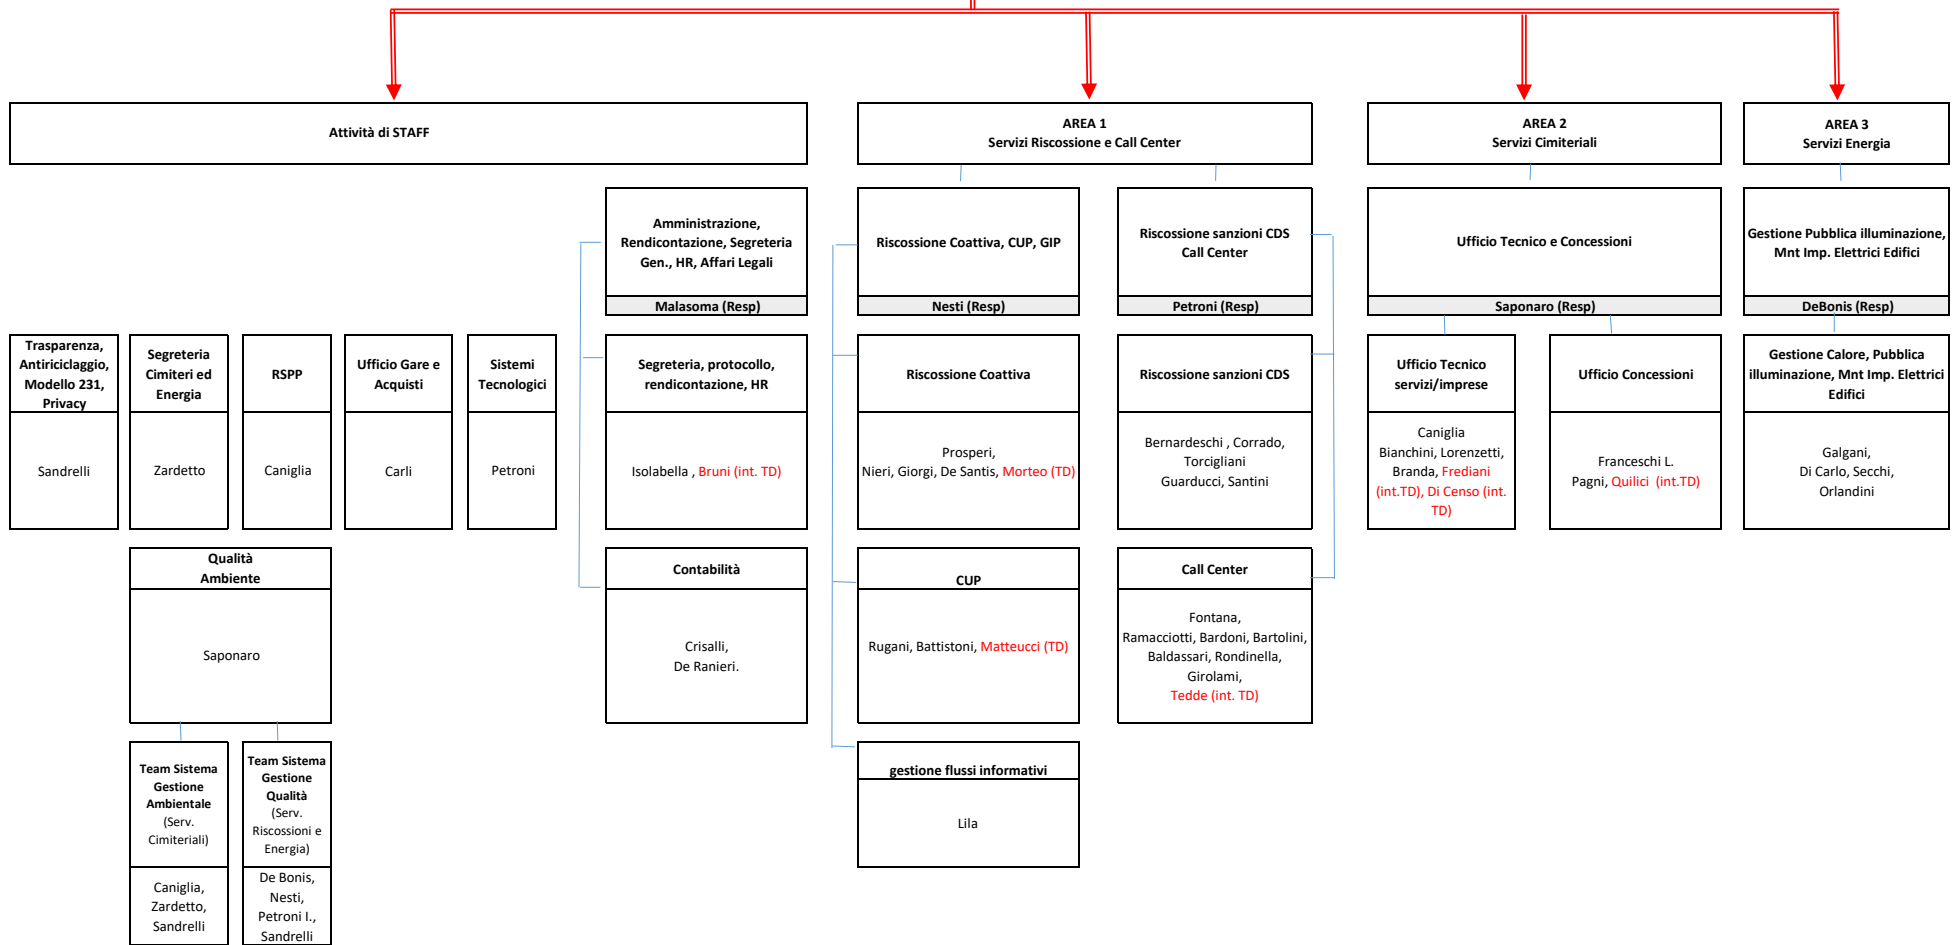 Attività di STAFF
AREA 1
Servizi Riscossione e Call Center
AREA 2
Servizi Cimiteriali
AREA 3
Servizi Energia
Amministrazione,
Rendicontazione, Segreteria
Gen., HR, Affari Legali
Malasoma (Resp)
Riscossione Coattiva, CUP, GIP
Nesti (Resp)
Riscossione sanzioni CDS
Call Center
Petroni (Resp)
Ufficio Tecnico e Concessioni
Saponaro (Resp)
Gestione Pubblica illuminazione,
Mnt Imp. Elettrici Edifici
DeBonis (Resp)
Trasparenza,
Antiriciclaggio,
Modello 231,
Privacy
Sandrelli
Segreteria
Cimiteri ed
Energia
Zardetto
RSPP
Caniglia
Ufficio Gare e
Acquisti
Carli
Sistemi
Tecnologici
Petroni
Segreteria, protocollo,
rendicontazione, HR
Isolabella , Bruni (int. TD)
Riscossione Coattiva
Prosperi,
Nieri, Giorgi, De Santis, Morteo (TD)
Riscossione sanzioni CDS
Bernardeschi , Corrado,
Torcigliani
Guarducci, Santini
Ufficio Tecnico
servizi/imprese
Caniglia
Bianchini, Lorenzetti,
Branda, Frediani
(int.TD), Di Censo (int.
TD)
Ufficio Concessioni
Franceschi L.
Pagni, Quilici  (int.TD)
Gestione Calore, Pubblica
illuminazione, Mnt Imp. Elettrici
Edifici
Galgani,
Di Carlo, Secchi,
Orlandini
Qualità
Ambiente
Saponaro
Contabilità
Crisalli,
De Ranieri.
CUP
Rugani, Battistoni, Matteucci (TD)
Call Center
Fontana,
Ramacciotti, Bardoni, Bartolini,
Baldassari, Rondinella,
Girolami,
Tedde (int. TD)
Team Sistema
Gestione
Ambientale
(Serv.
Cimiteriali)
Caniglia,
Zardetto,
Sandrelli
Team Sistema
Gestione
Qualità
(Serv.
Riscossioni e
Energia)
De Bonis,
Nesti,
Petroni I.,
Sandrelli
gestione flussi informativi
Lila